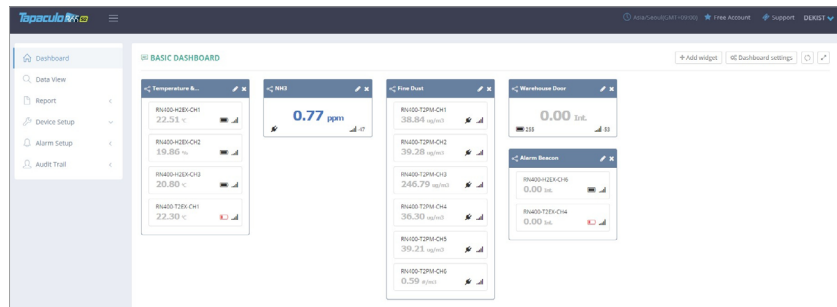 Tapaculo
Asia/Seoul(GMT+09:00) Free Account Support DEKIST
Dashboard
Data View
Report
Device Setup
Alarm Setup
Audit Trail
BASIC DASHBOARD
+ Add widget Dashboard settings
Temperature &...
RN400-H2EX-CH1
22.51 °C
RN400-H2EX-CH2
19.86 %
RN400-H2EX-CH3
20.80 °C
RN400-T2EX-CH1
22.30 °C
NH3
0.77 ppm
-47
Fine Dust
RN400-T2PM-CH1
38.84 ug/m3
RN400-T2PM-CH2
39.28 ug/m3
RN400-T2PM-CH3
246.79 ug/m3
RN400-T2PM-CH4
36.30 ug/m3
RN400-T2PM-CH5
39.21 ug/m3
RN400-T2PM-CH6
0.59 #/m3
Warehouse Door
0.00 Int.
255
Alarm Beacon
RN400-H2EX-CH6
0.00 Int.
RN400-T2EX-CH4
0.00 Int.